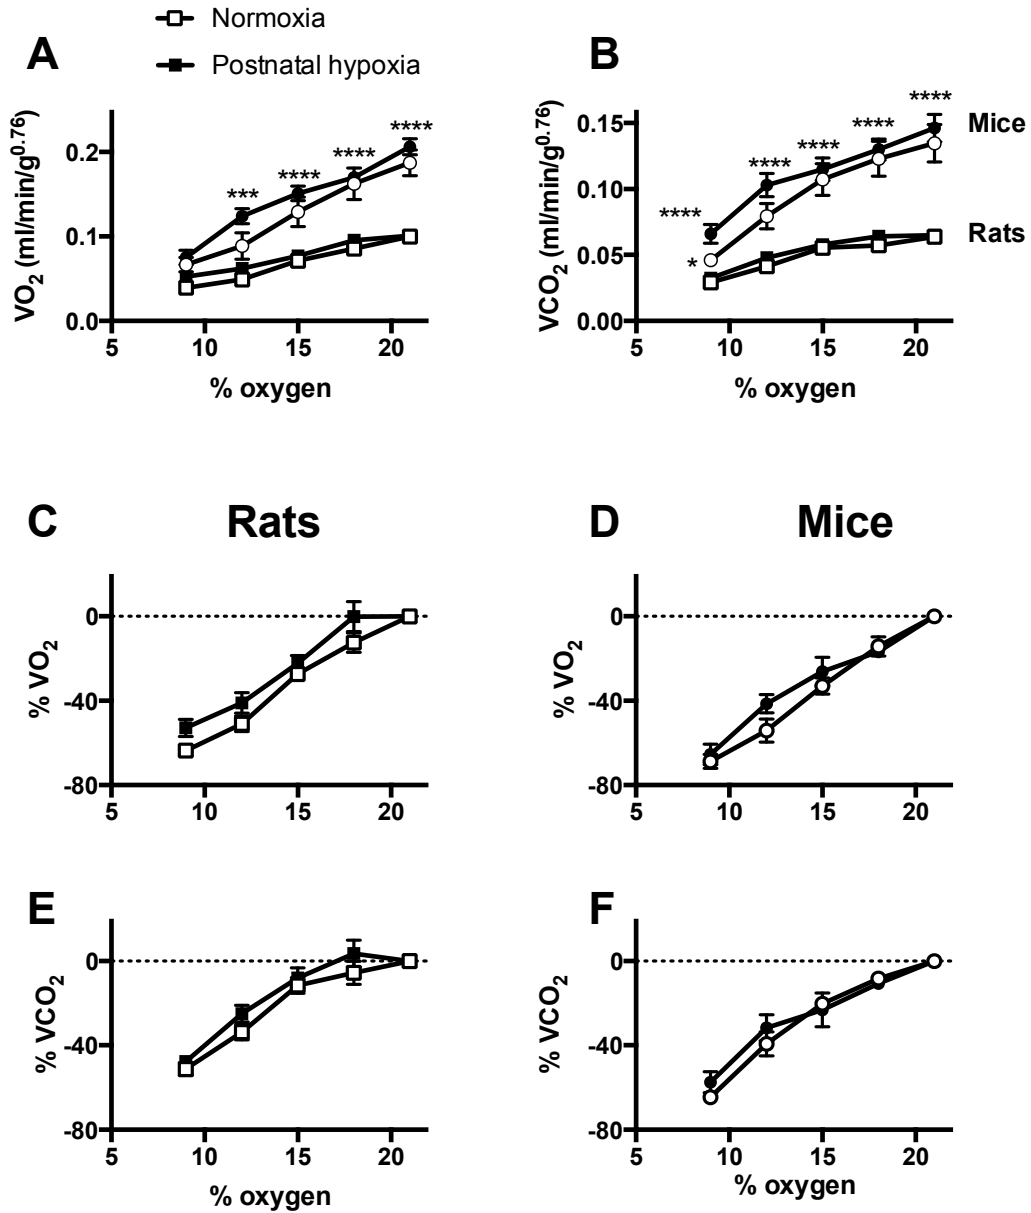 Normoxia
Postnatal hypoxia
A
VO2 (ml/min/g0.76)
0.2
0.1
0.0
***
****
****
****
5 10 15 20
% oxygen
B
VCO2 (ml/min/g0.76)
0.15
0.10
0.05
0.00
****
*
****
****
****
****
Mice
Rats
5 10 15 20
% oxygen
C
Rats
% VO2
0
-40
-80
5 10 15 20
D
Mice
% VO2
0
-40
-80
5 10 15 20
E
% VCO2
0
-40
-80
5 10 15 20
% oxygen
F
% VCO2
0
-40
-80
5 10 15 20
% oxygen